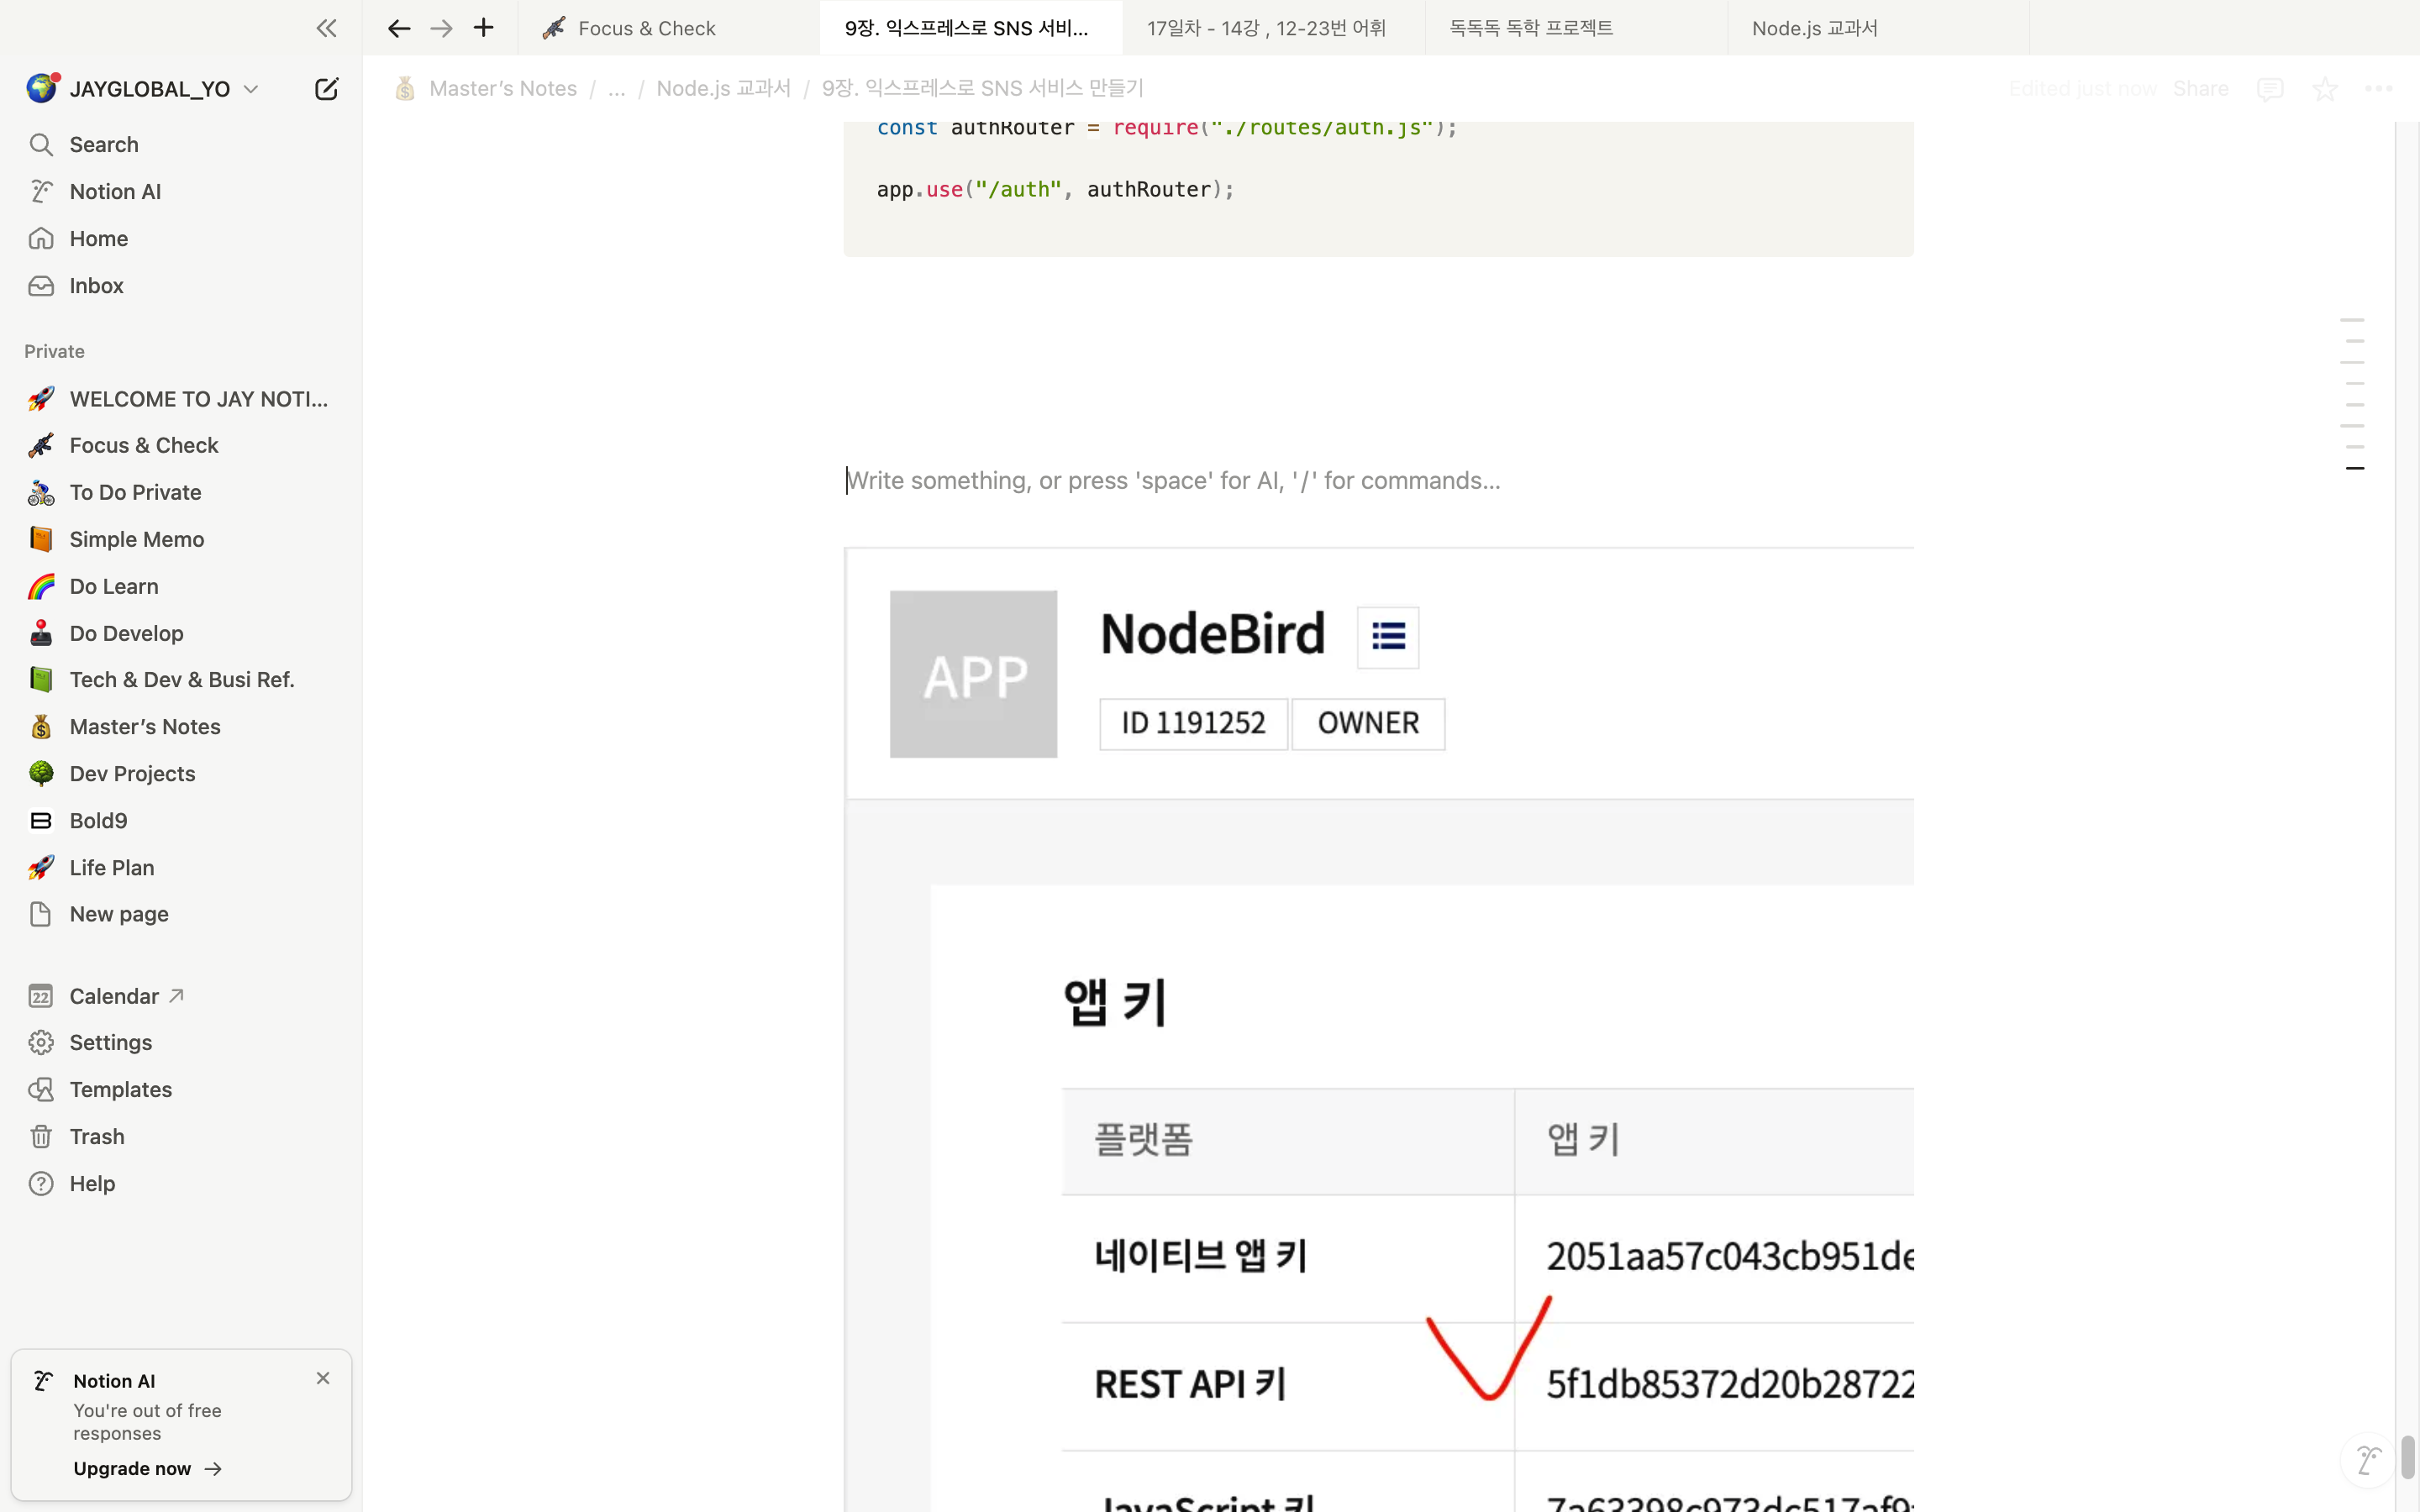 Focus & Check
9장. 익스프레스로 SNS 서비...
17일차 - 14강 , 12-23번 어휘
독독독 독학 프로젝트
Node.js 교과서
JAYGLOBAL_YO
Master's Notes / ... / Node.js 교과서 / 9장. 익스프레스로 SNS 서비스 만들기
Edited just now
Share
Search
Notion AI
Home
Inbox
Private
WELCOME TO JAY NOTI...
Focus & Check
To Do Private
Simple Memo
Do Learn
Do Develop
Tech & Dev & Busi Ref.
Master's Notes
Dev Projects
Bold9
Life Plan
New page
22
Calendar
Settings
Templates
Trash
Help
Notion AI
You're out of free
responses
Upgrade now →
const authRouter = require("./routes/auth.js");
app.use("/auth", authRouter);
Write something, or press 'space' for AI, '/' for commands...
APP
NodeBird
ID 1191252
OWNER
앱 키
플랫폼
앱 키
네이티브 앱 키
2051aa57c043cb951de
REST API 키
5f1db85372d20b28722
JavaScript 키